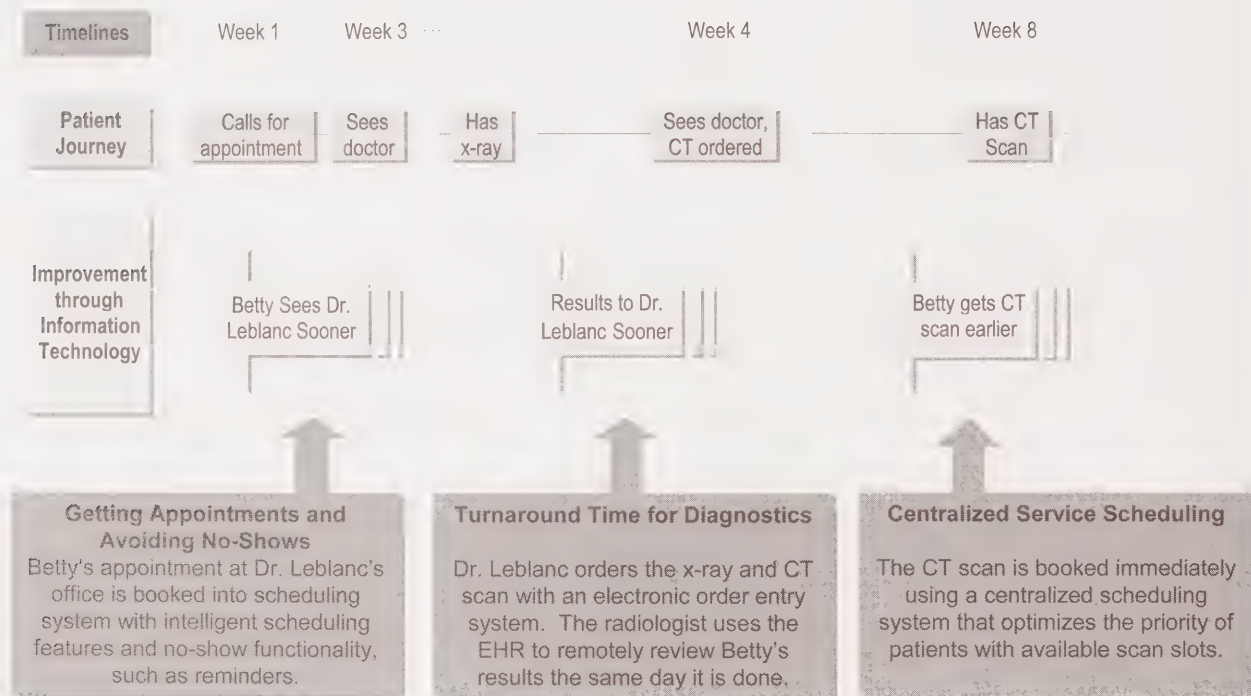 Timelines
Week 1
Week 3 ...
Week 4
Week 8
Patient
Journey
Calls for
appointment
Sees
doctor
Has
x-ray
Sees doctor,
CT ordered
Has CT
Scan
Improvement
through
Information
Technology
Betty Sees Dr.
Leblanc Sooner
Results to Dr.
Leblanc Sooner
Betty gets CT
scan earlier
Getting Appointments and
Avoiding No-Shows
Betty's appointment at Dr. Leblanc's
office is booked into scheduling
system with intelligent scheduling
features and no-show functionality,
such as reminders.
Turnaround Time for Diagnostics
Dr. Leblanc orders the x-ray and CT
scan with an electronic order entry
system. The radiologist uses the
EHR to remotely review Betty's
results the same day it is done.
Centralized Service Scheduling
The CT scan is booked immediately
using a centralized scheduling
system that optimizes the priority of
patients with available scan slots.